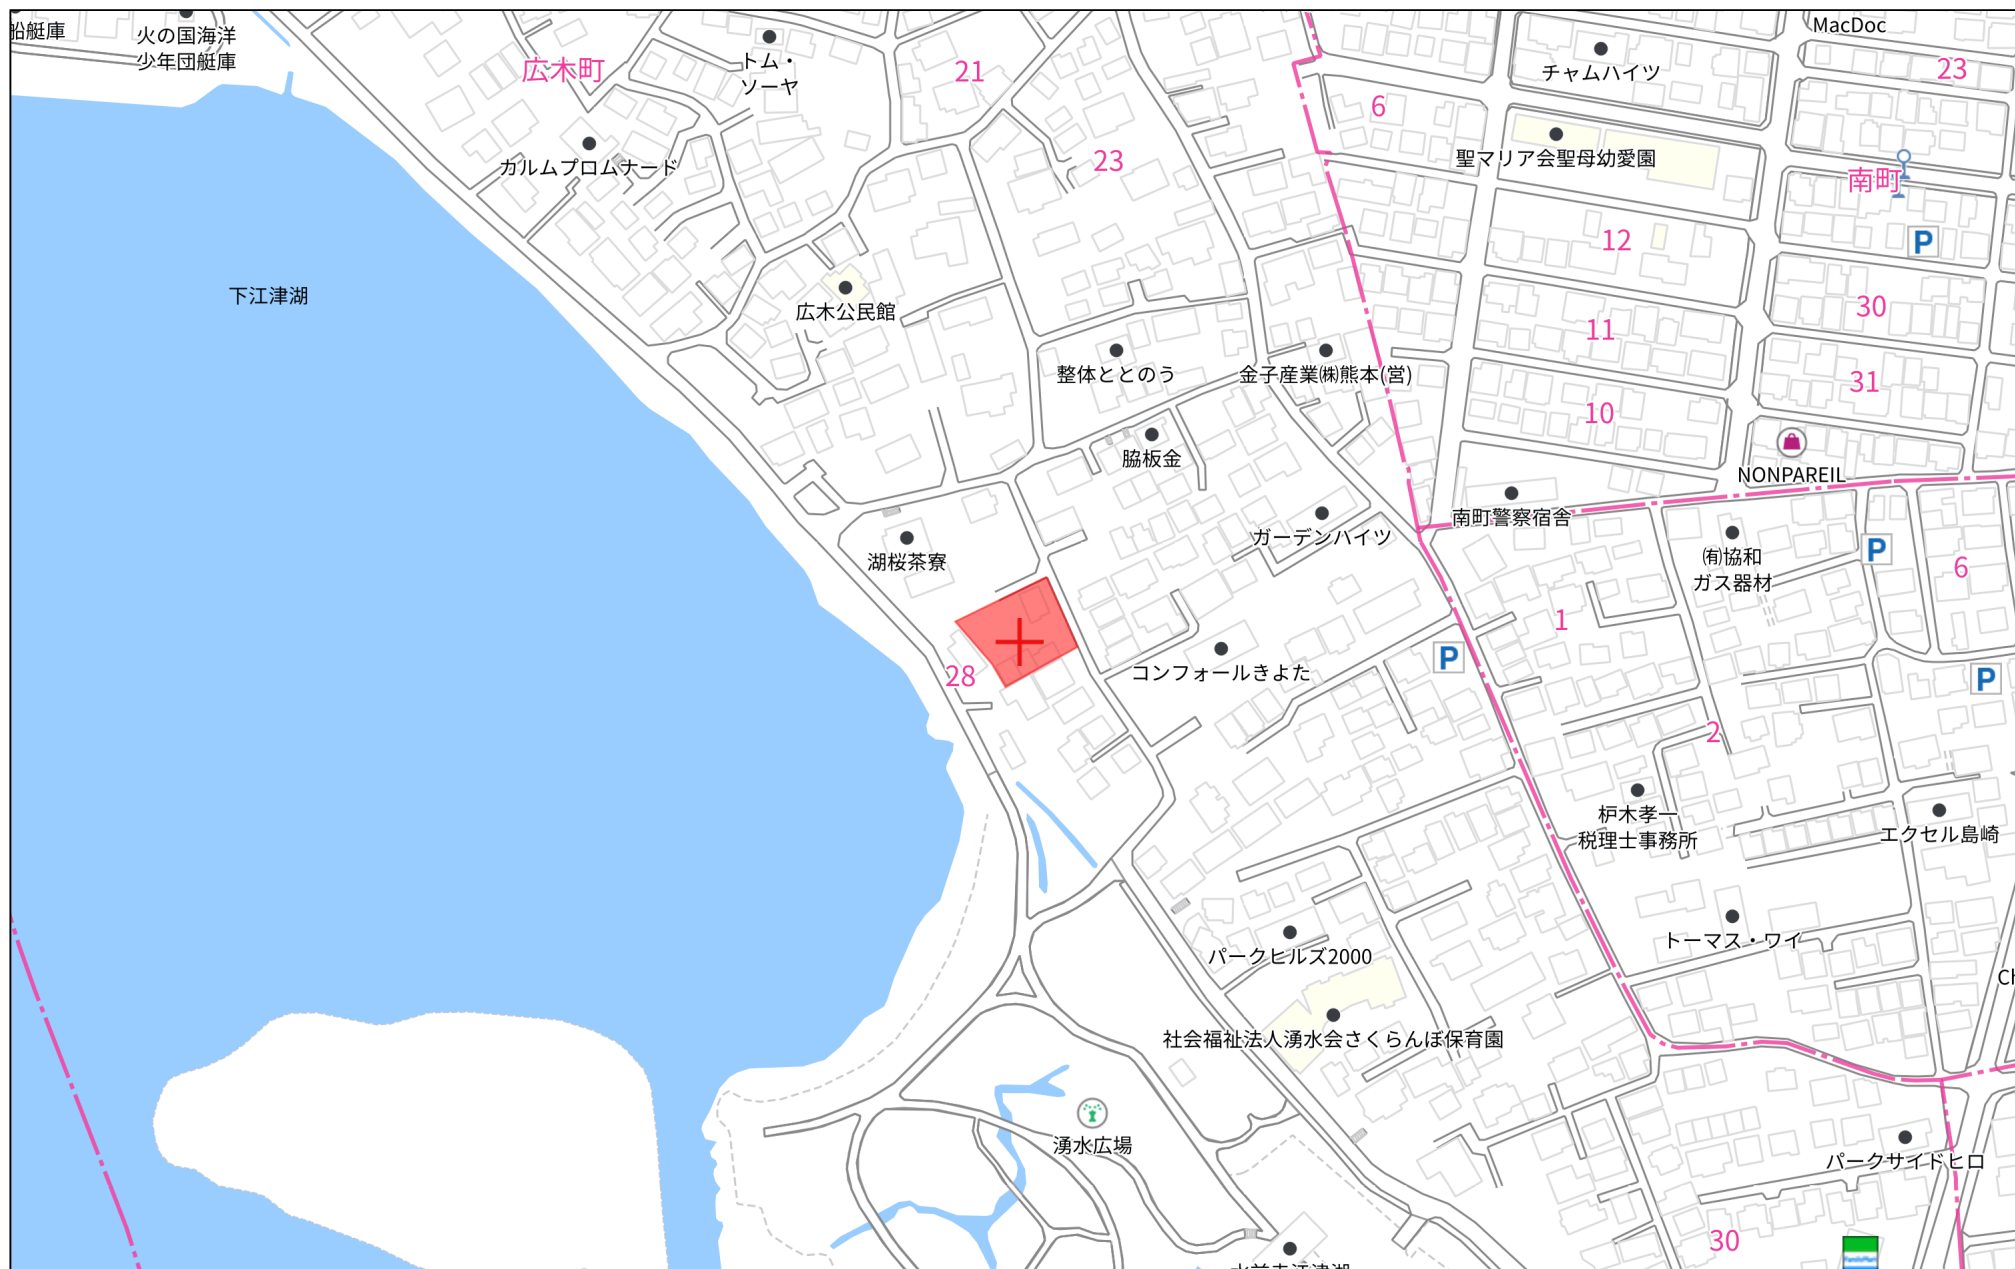 船艇庫
火の国海洋
少年団艇庫
広木町
トム・
ソーヤ
21
MacDoc
チャムハイツ
23
6
カルムプロムナード
23
聖マリア会聖母幼愛園
南町
12
P
下江津湖
広木公民館
30
11
整体ととのう
金子産業㈱熊本(営)
31
10
脇板金
NONPAREIL
南町警察宿舎
ガーデンハイツ
湖桜茶寮
㈲協和
ガス器材
P
6
1
28
コンフォールきよた
P
P
2
枦木孝一
税理士事務所
エクセル島崎
トーマス・ワイ
パークヒルズ2000
社会福祉法人湧水会さくらんぼ保育園
湧水広場
パークサイドヒロ
30